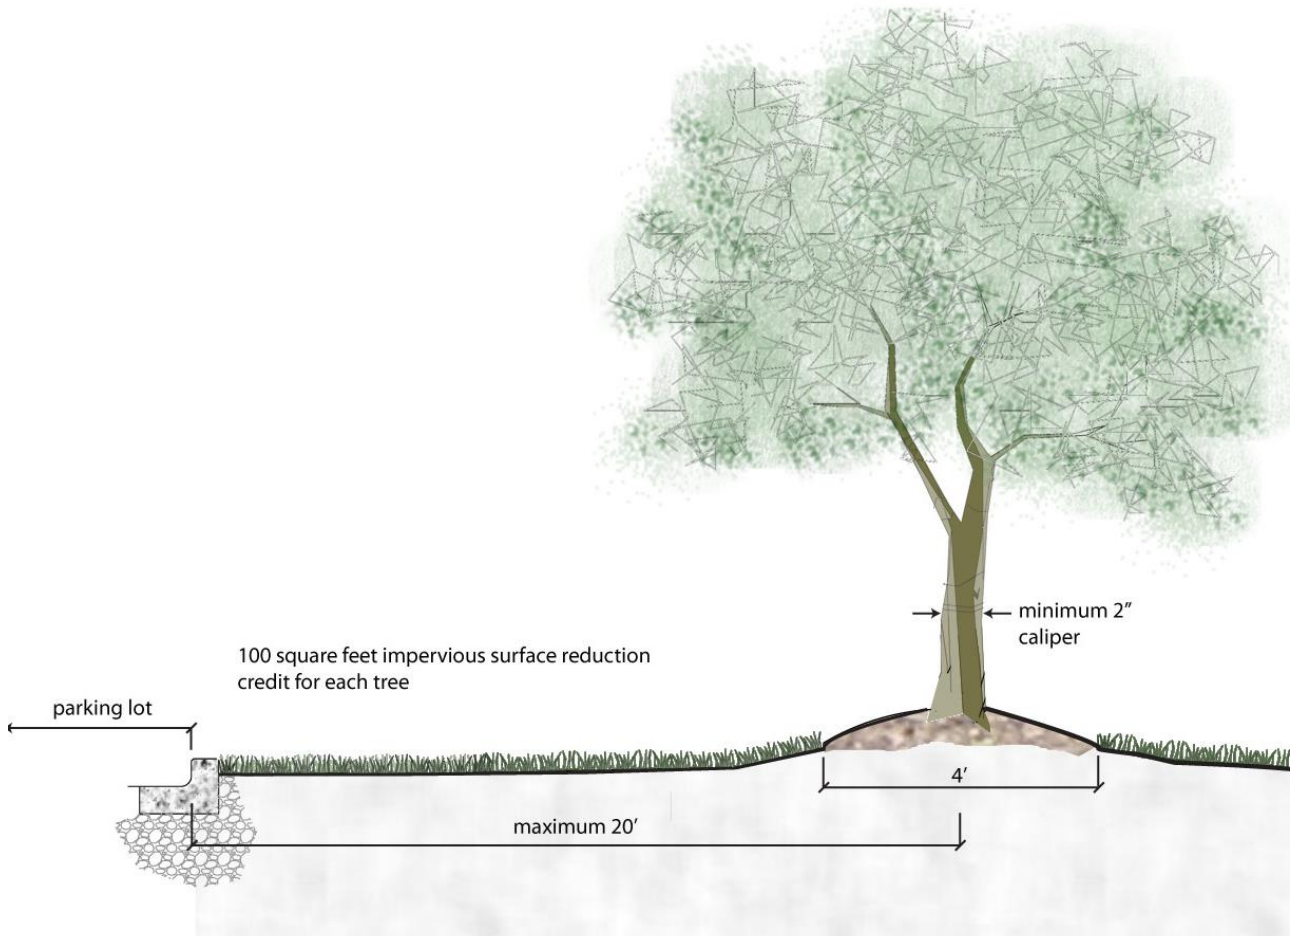 100 square feet impervious surface reduction
credit for each tree
minimum 2”
caliper
parking lot
4’
maximum 20’